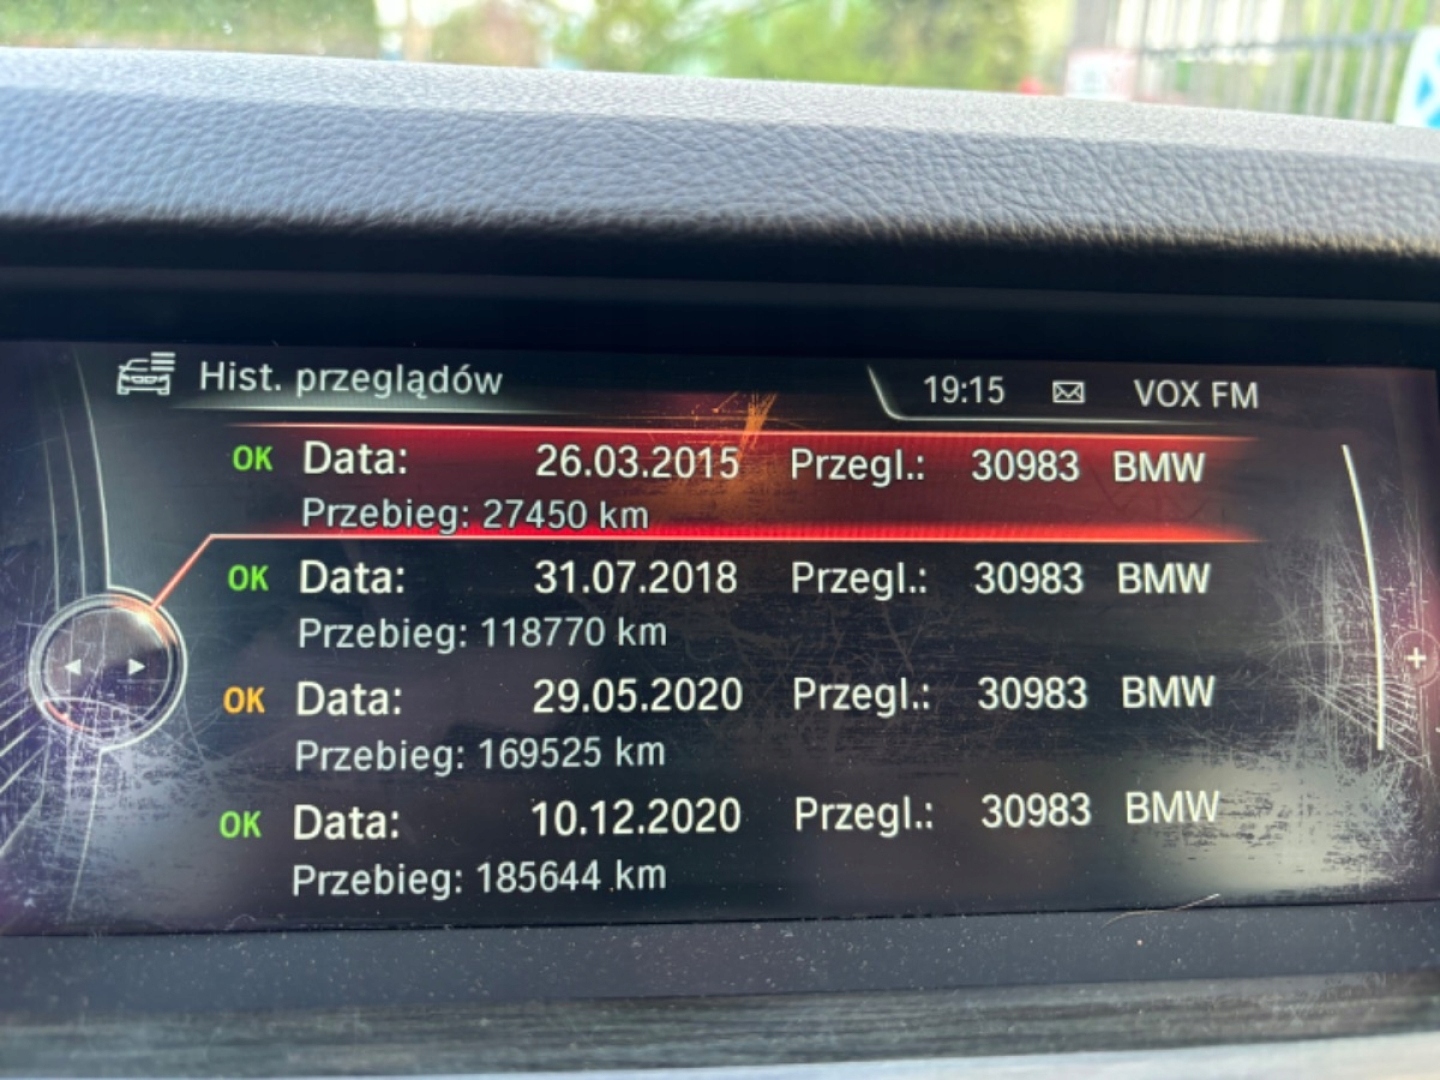 Hist. przeglądów 19:15 VOX FM
OK Data: 26.03.2015 Przegl.: 30983 BMW
Przebieg: 27450 km
OK Data: 31.07.2018 Przegl.: 30983 BMW
Przebieg: 118770 km
OK Data: 29.05.2020 Przegl.: 30983 BMW
Przebieg: 169525 km
OK Data: 10.12.2020 Przegl.: 30983 BMW
Przebieg: 185644 km